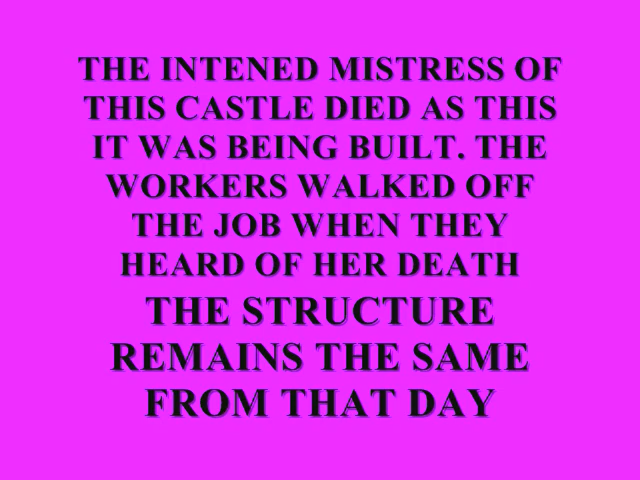 THE INTENED MISTRESS OF
THIS CASTLE DIED AS THIS
IT WAS BEING BUILT. THE
WORKERS WALKED OFF
THE JOB WHEN THEY
HEARD OF HER DEATH
THE STRUCTURE
REMAINS THE SAME
FROM THAT DAY